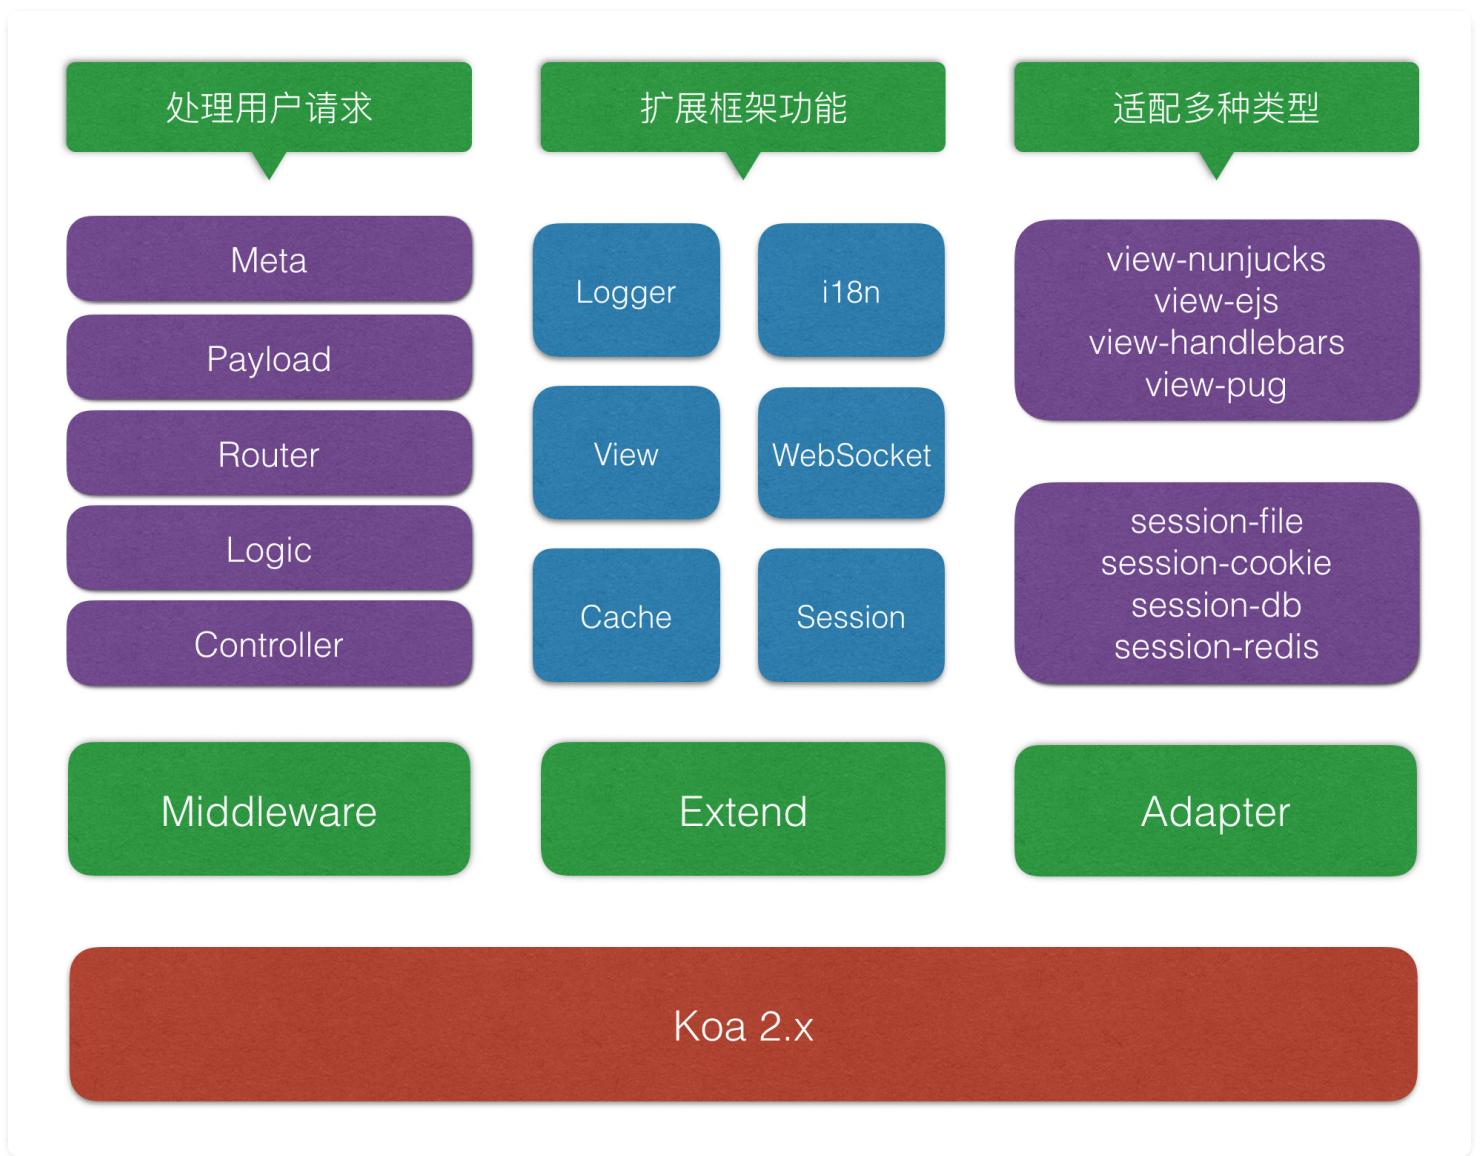 处理用户请求
扩展框架功能
适配多种类型
Meta
Payload
Router
Logic
Controller
Logger
i18n
View
WebSocket
Cache
Session
view-nunjucks
view-ejs
view-handlebars
view-pug
session-file
session-cookie
session-db
session-redis
Middleware
Extend
Adapter
Koa 2.x